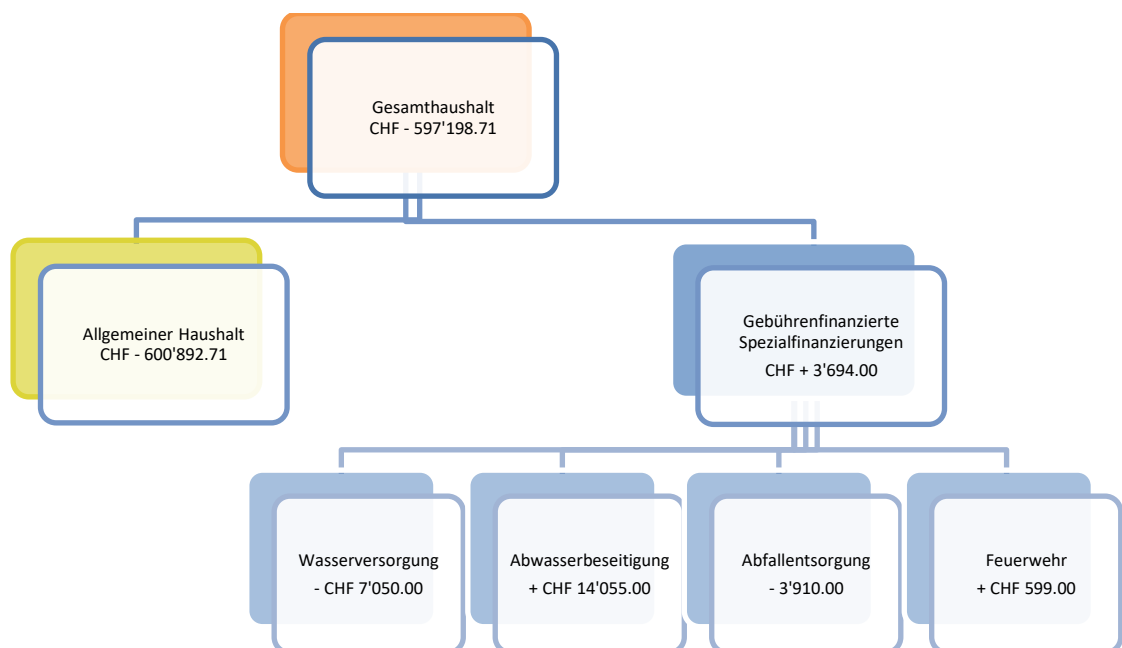 Gesamthaushalt
CHF - 597'198.71
Allgemeiner Haushalt
CHF - 600'892.71
Gebührenfinanzierte
Spezialfinanzierungen
CHF + 3'694.00
Wasserversorgung
- CHF 7'050.00
Abwasserbeseitigung
+ CHF 14'055.00
Abfallentsorgung
- 3'910.00
Feuerwehr
+ CHF 599.00